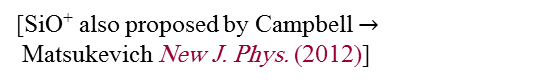 [SiO⁺ also proposed by Campbell →
Matsukevich New J. Phys. (2012)]